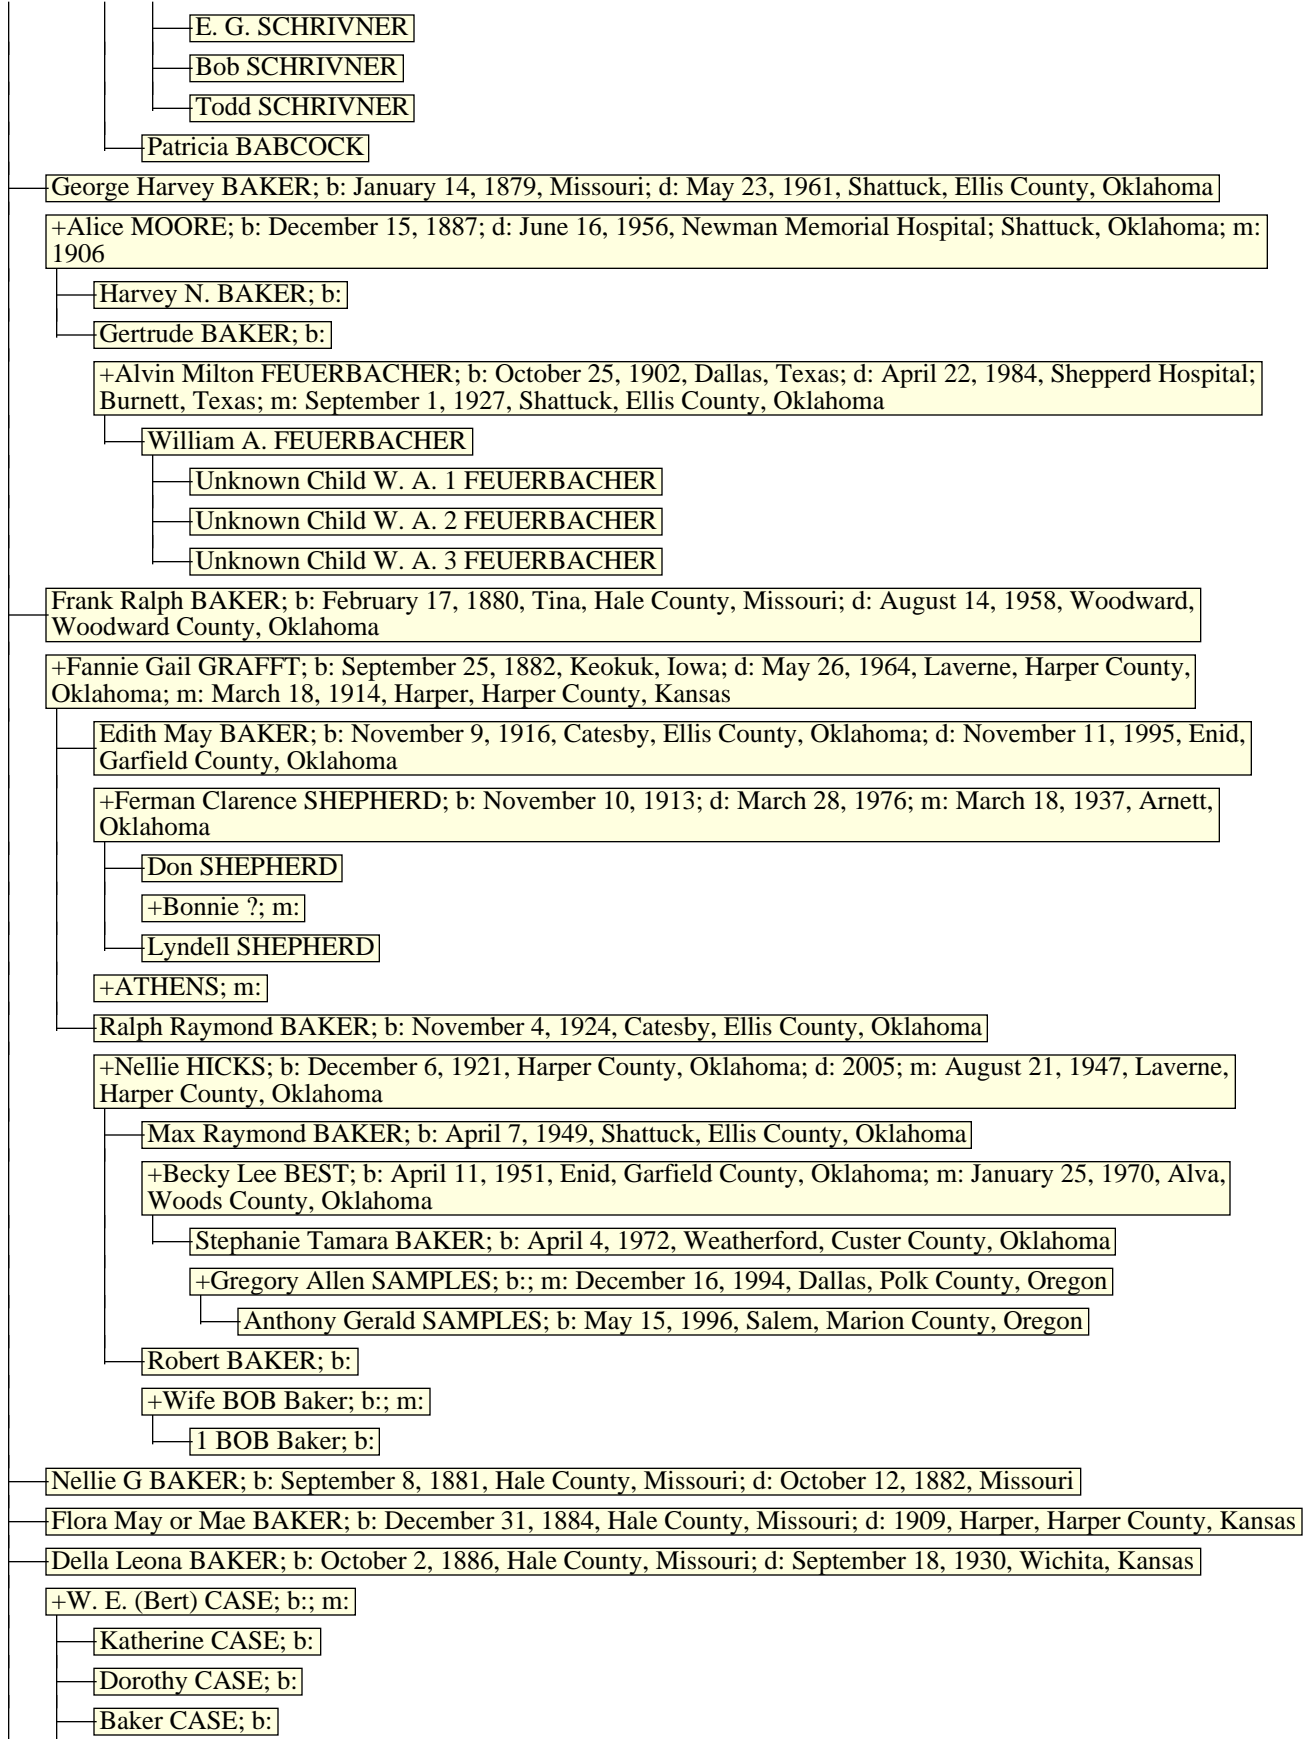 E. G. SCHRIVNER
Bob SCHRIVNER
Todd SCHRIVNER
Patricia BABCOCK
George Harvey BAKER; b: January 14, 1879, Missouri; d: May 23, 1961, Shattuck, Ellis County, Oklahoma
+Alice MOORE; b: December 15, 1887; d: June 16, 1956, Newman Memorial Hospital; Shattuck, Oklahoma; m:
1906
Harvey N. BAKER; b:
Gertrude BAKER; b:
+Alvin Milton FEUERBACHER; b: October 25, 1902, Dallas, Texas; d: April 22, 1984, Shepperd Hospital;
Burnett, Texas; m: September 1, 1927, Shattuck, Ellis County, Oklahoma
William A. FEUERBACHER
Unknown Child W. A. 1 FEUERBACHER
Unknown Child W. A. 2 FEUERBACHER
Unknown Child W. A. 3 FEUERBACHER
Frank Ralph BAKER; b: February 17, 1880, Tina, Hale County, Missouri; d: August 14, 1958, Woodward,
Woodward County, Oklahoma
+Fannie Gail GRAFFT; b: September 25, 1882, Keokuk, Iowa; d: May 26, 1964, Laverne, Harper County,
Oklahoma; m: March 18, 1914, Harper, Harper County, Kansas
Edith May BAKER; b: November 9, 1916, Catesby, Ellis County, Oklahoma; d: November 11, 1995, Enid,
Garfield County, Oklahoma
+Ferman Clarence SHEPHERD; b: November 10, 1913; d: March 28, 1976; m: March 18, 1937, Arnett,
Oklahoma
Don SHEPHERD
+Bonnie ?; m:
Lyndell SHEPHERD
+ATHENS; m:
Ralph Raymond BAKER; b: November 4, 1924, Catesby, Ellis County, Oklahoma
+Nellie HICKS; b: December 6, 1921, Harper County, Oklahoma; d: 2005; m: August 21, 1947, Laverne,
Harper County, Oklahoma
Max Raymond BAKER; b: April 7, 1949, Shattuck, Ellis County, Oklahoma
+Becky Lee BEST; b: April 11, 1951, Enid, Garfield County, Oklahoma; m: January 25, 1970, Alva,
Woods County, Oklahoma
Stephanie Tamara BAKER; b: April 4, 1972, Weatherford, Custer County, Oklahoma
+Gregory Allen SAMPLES; b:; m: December 16, 1994, Dallas, Polk County, Oregon
Anthony Gerald SAMPLES; b: May 15, 1996, Salem, Marion County, Oregon
Robert BAKER; b:
+Wife BOB Baker; b:; m:
1 BOB Baker; b:
Nellie G BAKER; b: September 8, 1881, Hale County, Missouri; d: October 12, 1882, Missouri
Flora May or Mae BAKER; b: December 31, 1884, Hale County, Missouri; d: 1909, Harper, Harper County, Kansas
Della Leona BAKER; b: October 2, 1886, Hale County, Missouri; d: September 18, 1930, Wichita, Kansas
+W. E. (Bert) CASE; b:; m:
Katherine CASE; b:
Dorothy CASE; b:
Baker CASE; b: